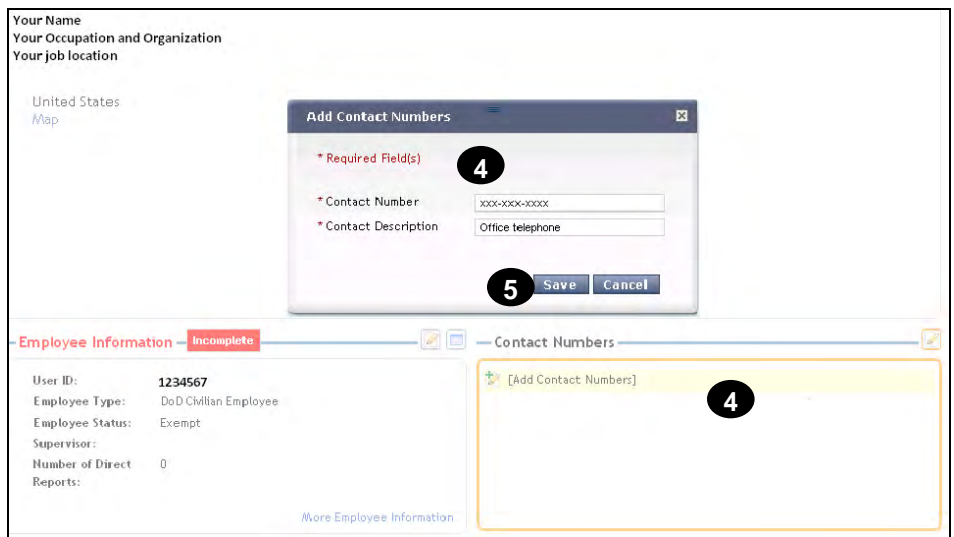 Your Name
Your Occupation and Organization
Your job location
United States
Map
Add Contact Numbers
* Required Field(s)
4
* Contact Number xxx-xxx-xxxx
* Contact Description Office telephone
5 Save Cancel
Employee Information Incomplete
User ID: 1234567
Employee Type: DoD Civilian Employee
Employee Status: Exempt
Supervisor:
Number of Direct 0
Reports:
More Employee Information
Contact Numbers
[Add Contact Numbers]
4